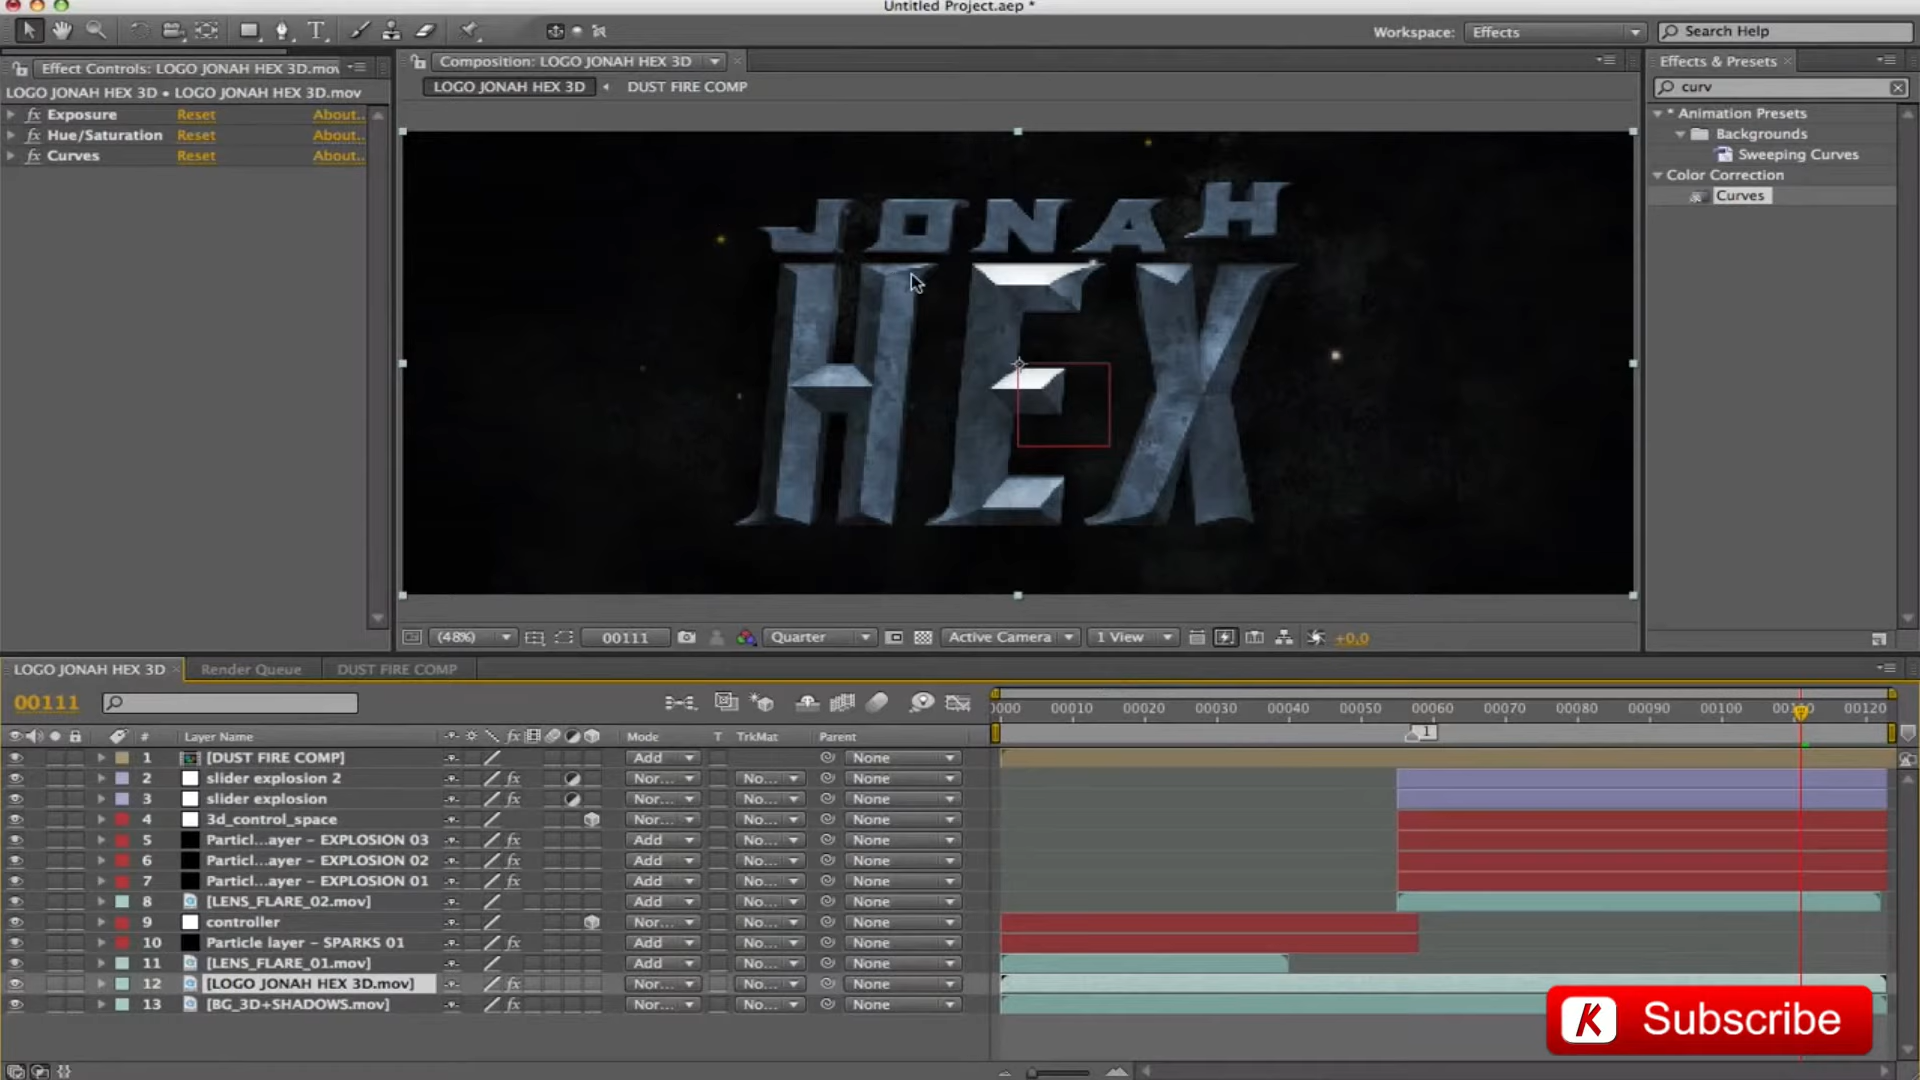 Untitled Project.aep *
Workspace: Effects
Search Help
Effect Controls: LOGO JONAH HEX 3D.mov
Composition: LOGO JONAH HEX 3D
Effects & Presets
LOGO JONAH HEX 3D • LOGO JONAH HEX 3D.mov
LOGO JONAH HEX 3D
DUST FIRE COMP
curv
Exposure Reset About..
Hue/Saturation Reset About..
Curves Reset About..
* Animation Presets
Backgrounds
Sweeping Curves
Color Correction
Curves
JONAH
HEX
(48%) 00111 Quarter Active Camera 1 View +0,0
LOGO JONAH HEX 3D Render Queue DUST FIRE COMP
00111
0000 00010 00020 00030 00040 00050 00060 00070 00080 00090 00100 00120
# Layer Name Mode T TrkMat Parent
1
1 [DUST FIRE COMP] Add None
2 slider explosion 2 fx Nor... No... None
3 slider explosion fx Nor... No... None
4 3d_control_space Nor... No... None
5 Particl...ayer – EXPLOSION 03 fx Add No... None
6 Particl...ayer – EXPLOSION 02 fx Add No... None
7 Particl...ayer – EXPLOSION 01 fx Add No... None
8 [LENS_FLARE_02.mov] Add No... None
9 controller Nor... No... None
10 Particle layer – SPARKS 01 fx Add No... None
11 [LENS_FLARE_01.mov] Add No... None
12 [LOGO JONAH HEX 3D.mov] fx Nor... No... None
13 [BG_3D+SHADOWS.mov] fx Nor... No... None
K Subscribe